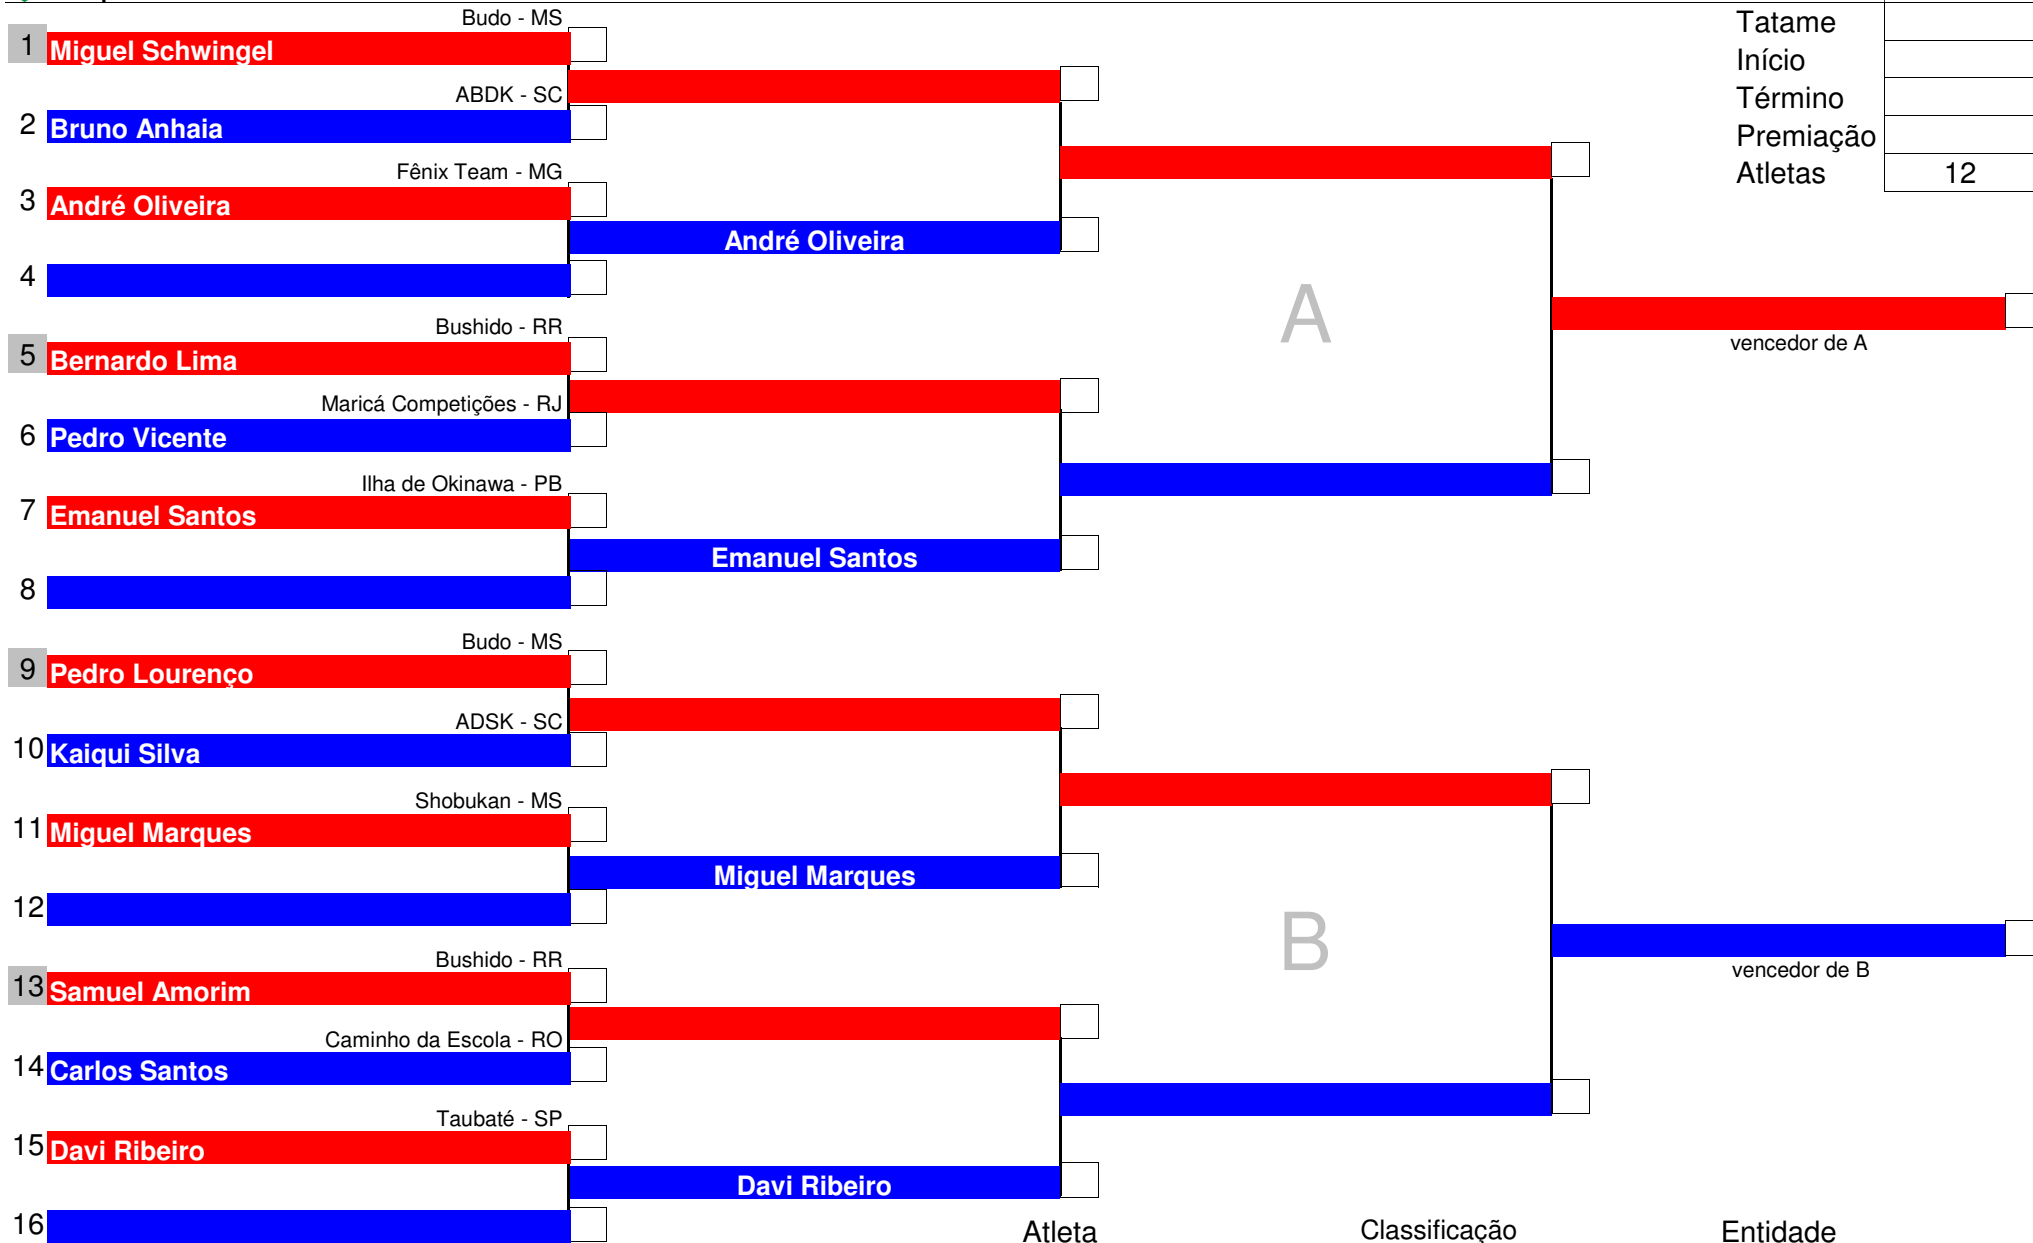 Budo - MS
1 Miguel Schwingel
ABDK - SC
2 Bruno Anhaia
Fênix Team - MG
3 André Oliveira
André Oliveira
4
Bushido - RR
5 Bernardo Lima
Maricá Competições - RJ
6 Pedro Vicente
Ilha de Okinawa - PB
7 Emanuel Santos
Emanuel Santos
8
Budo - MS
9 Pedro Lourenço
ADSK - SC
10 Kaiqui Silva
Shobukan - MS
11 Miguel Marques
Miguel Marques
12
Bushido - RR
13 Samuel Amorim
Caminho da Escola - RO
14 Carlos Santos
Taubaté - SP
15 Davi Ribeiro
Davi Ribeiro
16
A
B
vencedor de A
vencedor de B
Tatame
Início
Término
Premiação
Atletas 12
Atleta Classificação Entidade